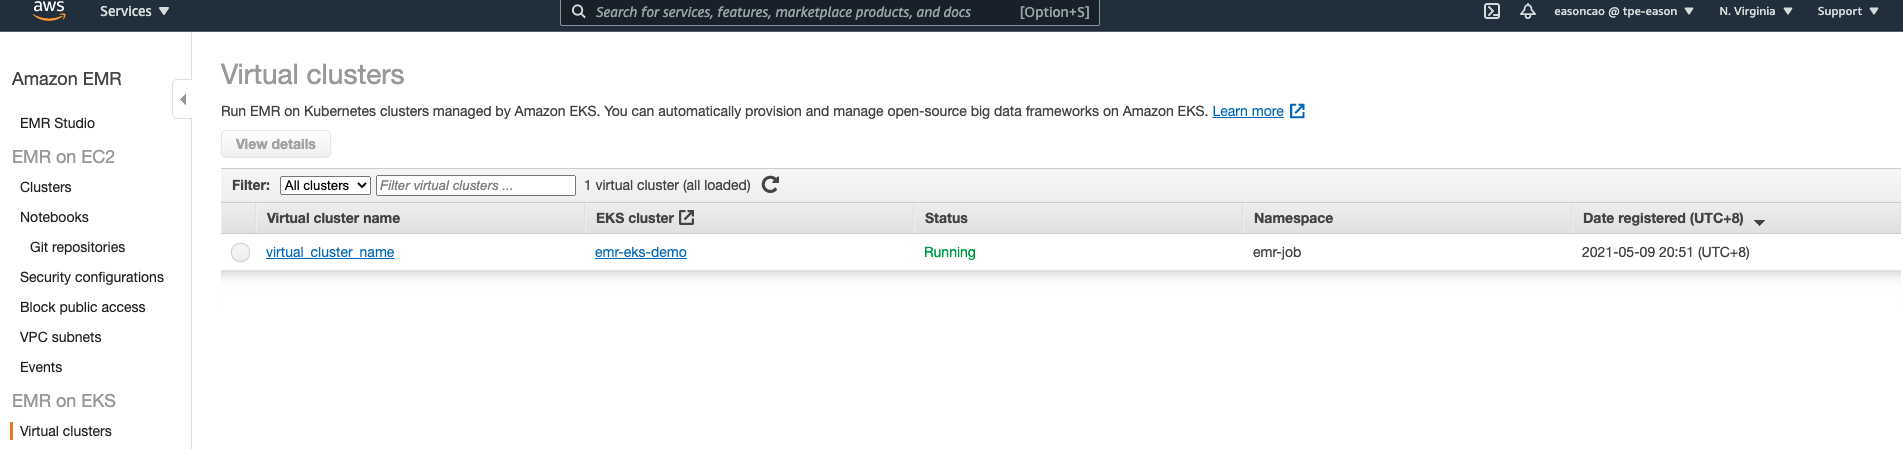 aws
Services
Search for services, features, marketplace products, and docs [Option+S]
easoncao @ tpe-eason
N. Virginia
Support
Amazon EMR
EMR Studio
EMR on EC2
Clusters
Notebooks
Git repositories
Security configurations
Block public access
VPC subnets
Events
EMR on EKS
Virtual clusters
Virtual clusters
Run EMR on Kubernetes clusters managed by Amazon EKS. You can automatically provision and manage open-source big data frameworks on Amazon EKS. Learn more
View details
Filter: All clusters Filter virtual clusters ... 1 virtual cluster (all loaded)
Virtual cluster name EKS cluster Status Namespace Date registered (UTC+8)
virtual_cluster_name emr-eks-demo Running emr-job 2021-05-09 20:51 (UTC+8)